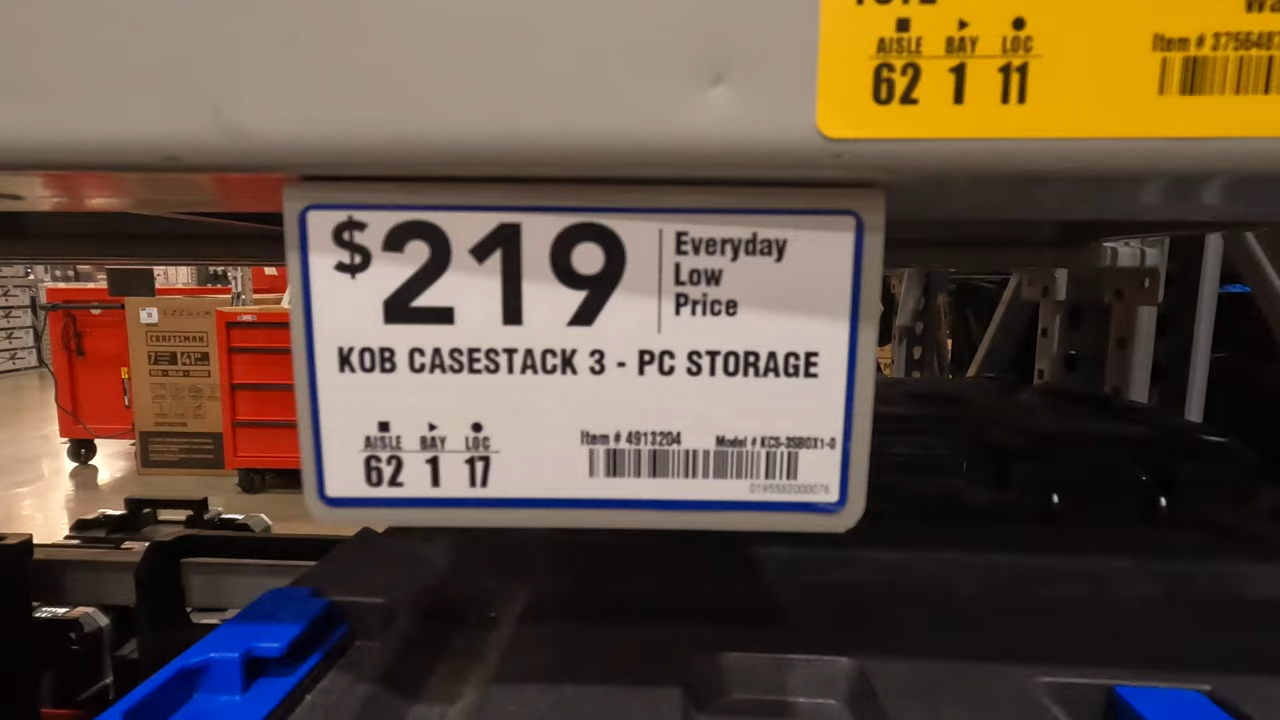 AISLE BAY LOC
62 1 11
Item # 3756487
$219
Everyday
Low
Price
KOB CASESTACK 3 - PC STORAGE
AISLE BAY LOC
62 1 17
Item # 4913204 Model # KCS-3SBOX1-0
CRAFTSMAN